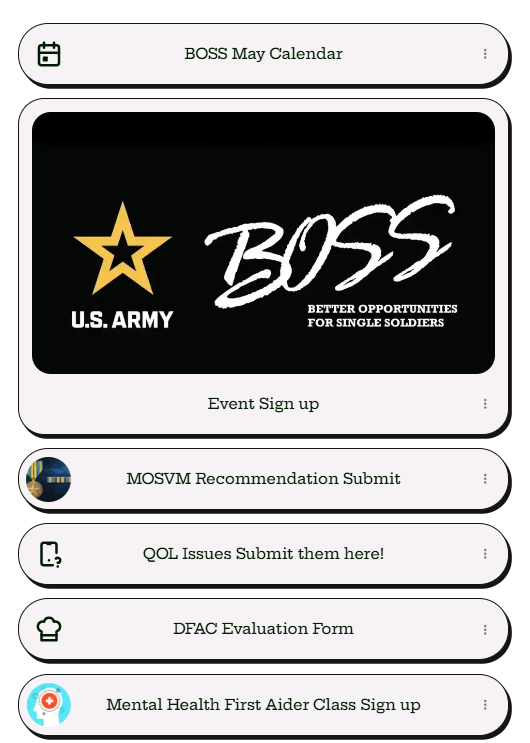 BOSS May Calendar
BOSS
U.S. ARMY
BETTER OPPORTUNITIES
FOR SINGLE SOLDIERS
Event Sign up
MOSVM Recommendation Submit
QOL Issues Submit them here!
DFAC Evaluation Form
Mental Health First Aider Class Sign up